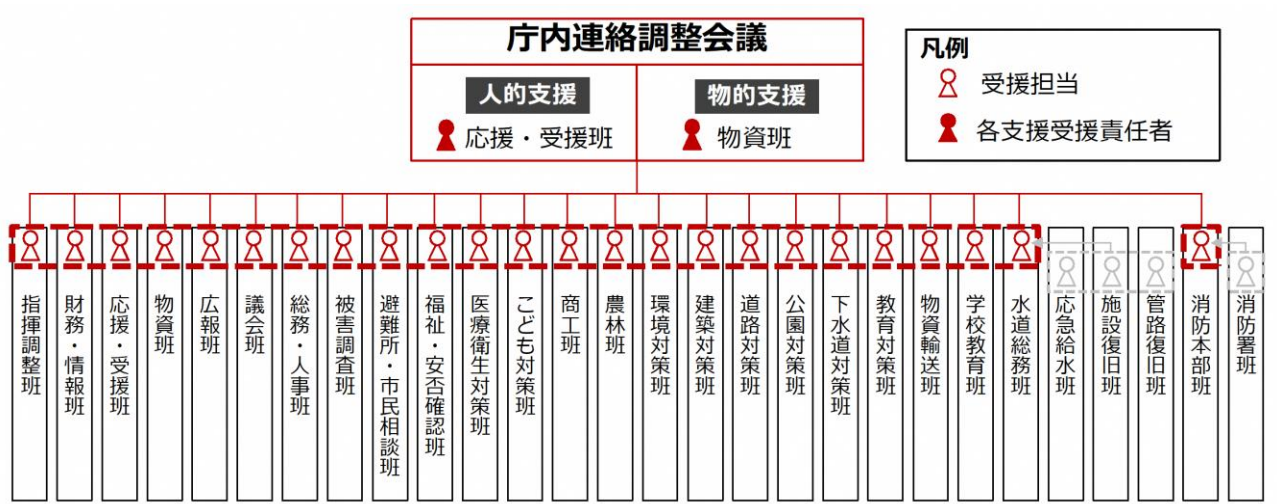 庁内連絡調整会議
人的支援
応援・受援班
物的支援
物資班
凡例
受援担当
各支援受援責任者
指揮調整班
財務・情報班
応援・受援班
物資班
広報班
議会班
総務・人事班
被害調査班
避難所・市民相談班
福祉・安否確認班
医療衛生対策班
こども対策班
商工班
農林班
環境対策班
建築対策班
道路対策班
公園対策班
下水道対策班
教育対策班
物資輸送班
学校教育班
水道総務班
応急給水班
施設復旧班
管路復旧班
消防本部班
消防署班